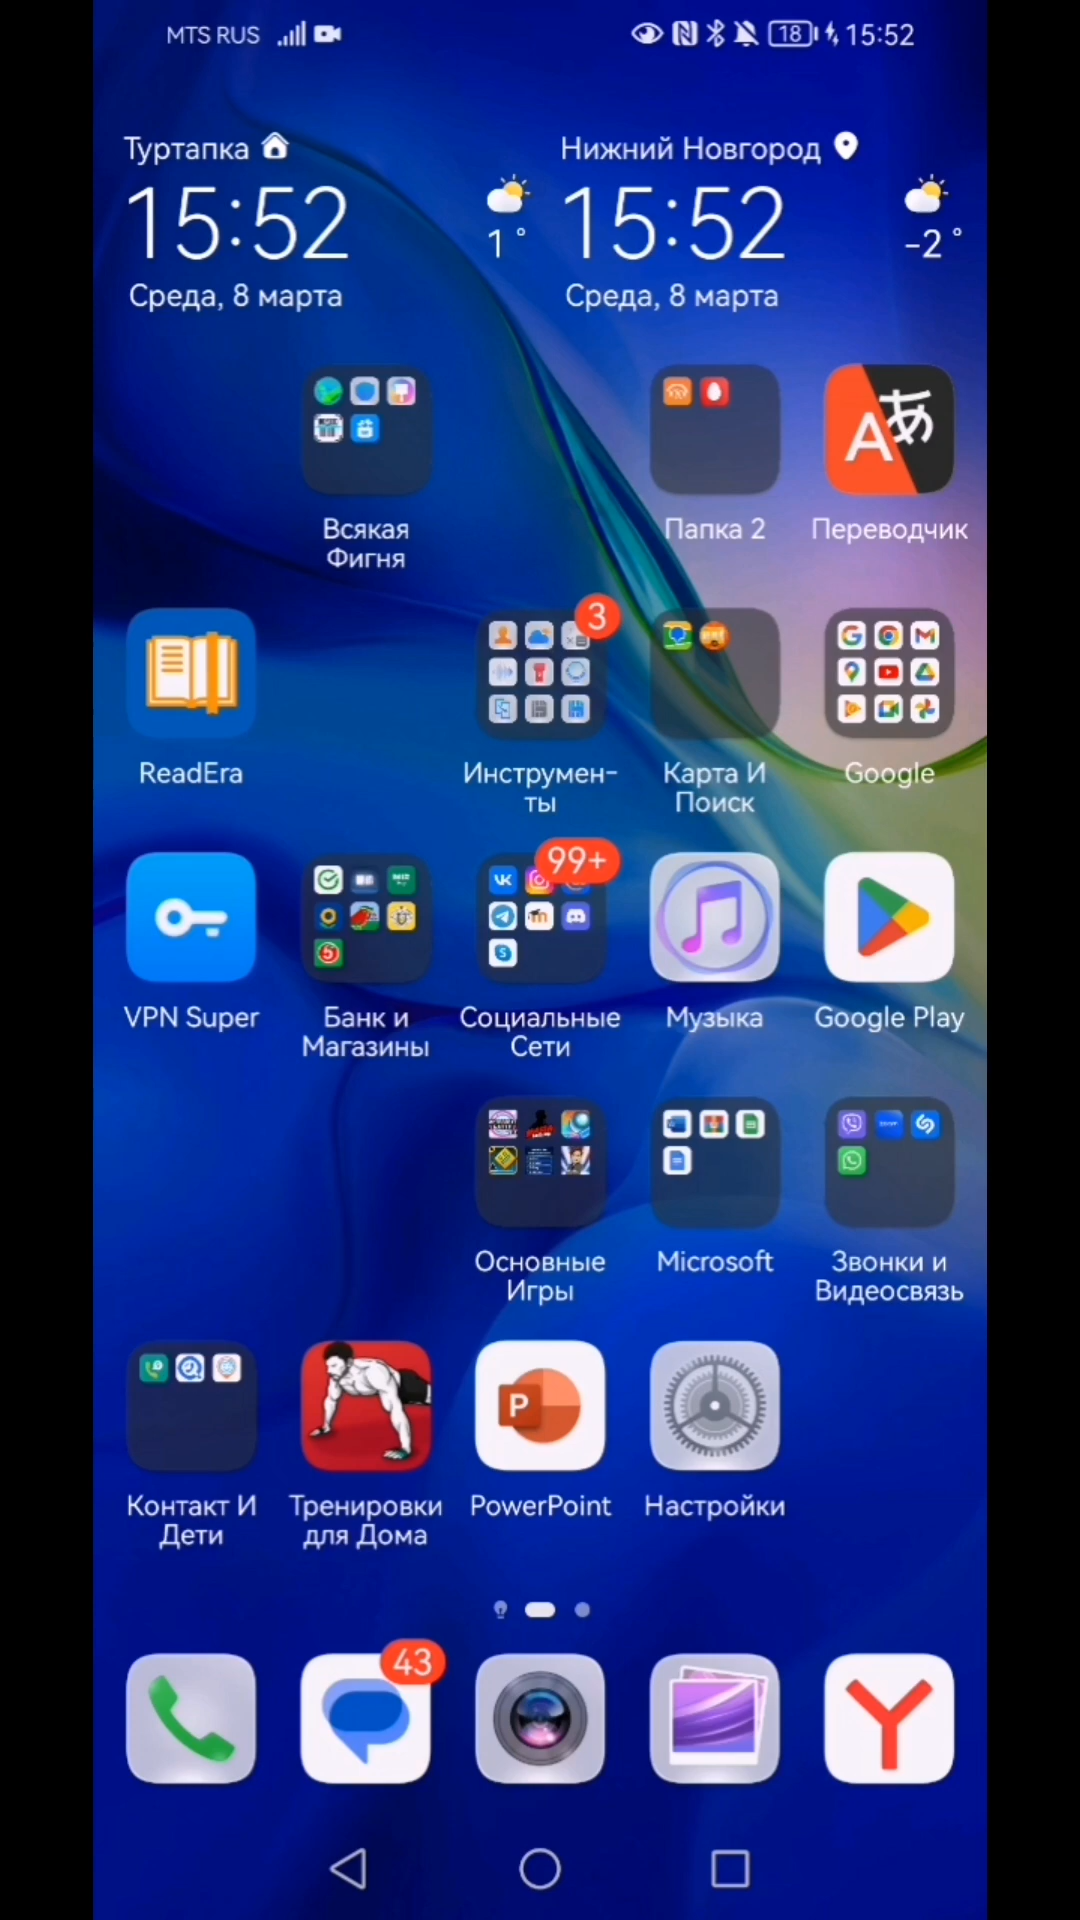 MTS RUS 18 15:52
Туртапка Нижний Новгород
15:52 1° 15:52 -2°
Среда, 8 марта Среда, 8 марта
Aあ
Всякая
Фигня
Папка 2
Переводчик
3
ReadEra
Инструмен-
ты
Карта И
Поиск
Google
99+
VPN Super
Банк и
Магазины
Социальные
Сети
Музыка
Google Play
Основные
Игры
Microsoft
Звонки и
Видеосвязь
P
Контакт И
Дети
Тренировки
для Дома
PowerPoint
Настройки
43
Y